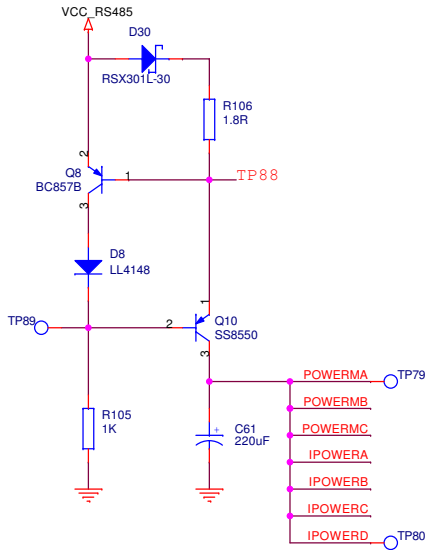 VCC_RS485
D30
RSX301L-30
R106
1.8R
2
Q8
BC857B
1
TP88
3
D8
LL4148
1
TP89
2
Q10
SS8550
3
POWERMA
TP79
R105
1K
C61
220uF
+
POWERMB
POWERMC
IPOWERA
IPOWERB
IPOWERC
IPOWERD
TP80